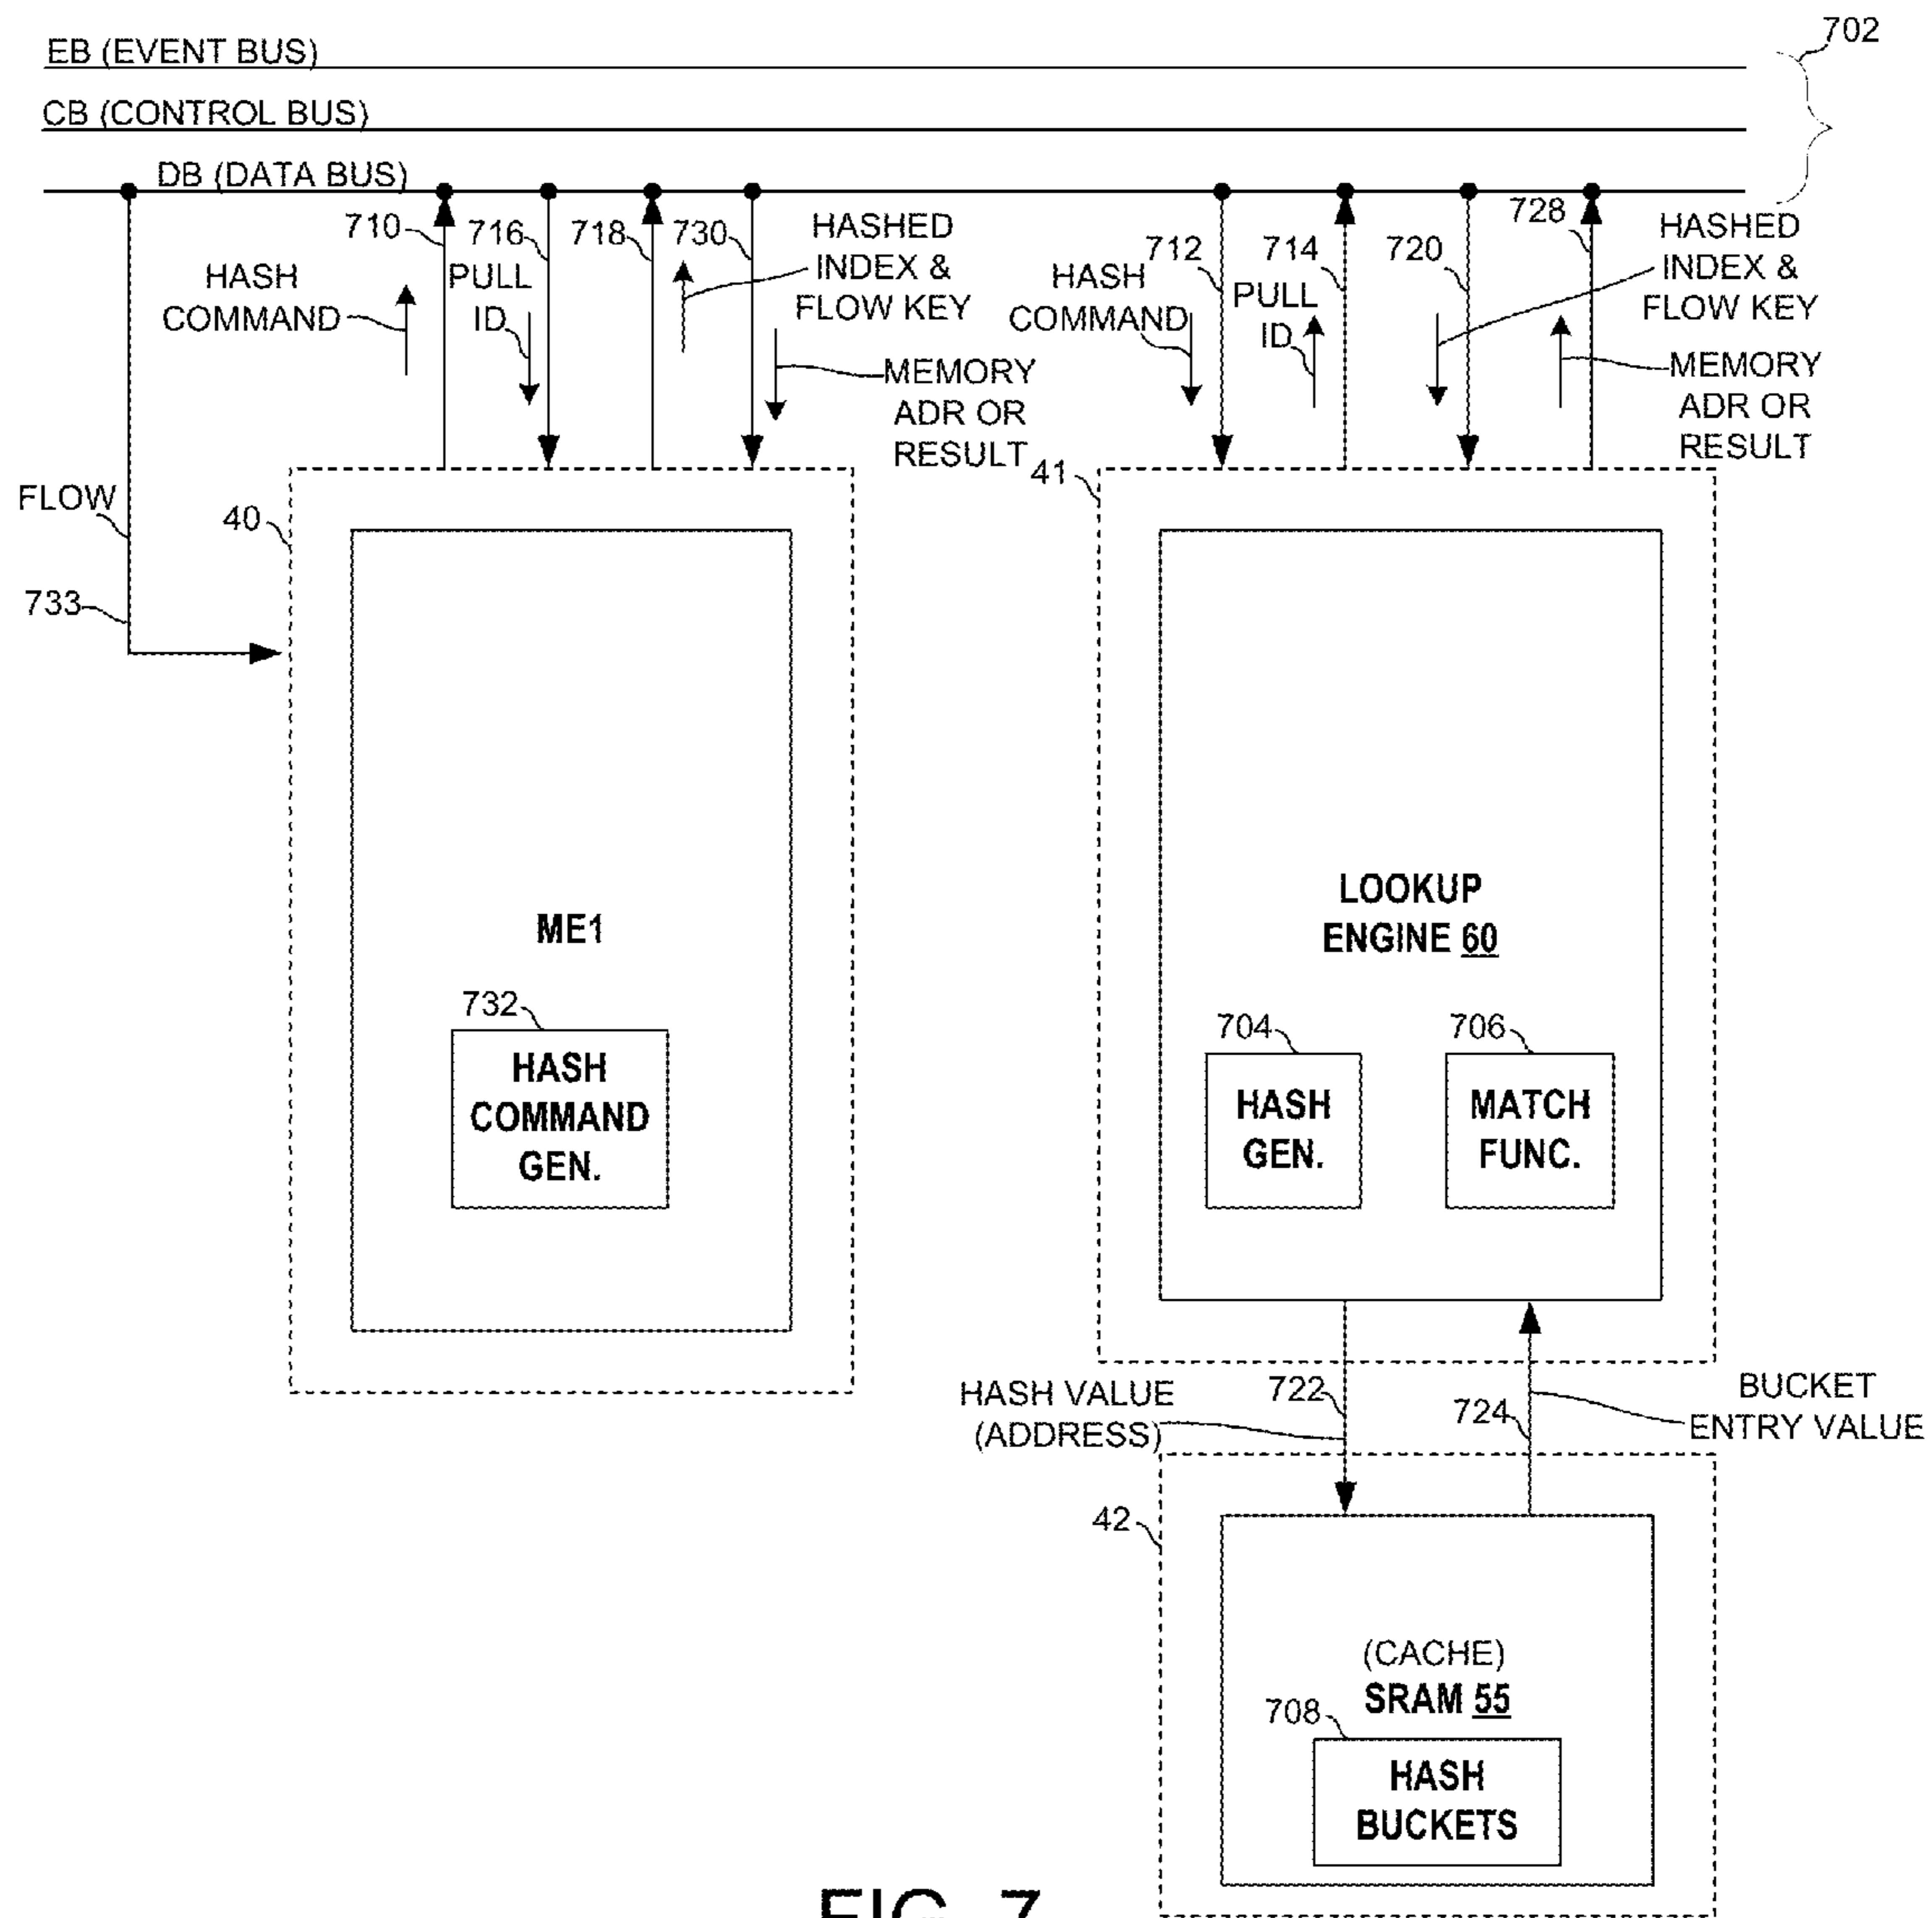 702
EB (EVENT BUS)
CB (CONTROL BUS)
DB (DATA BUS)
710
716
718
730
HASHED
INDEX &
FLOW KEY
HASH
COMMAND
PULL
ID
MEMORY
ADR OR
RESULT
712
714
720
728
HASH
COMMAND
PULL
ID
HASHED
INDEX &
FLOW KEY
MEMORY
ADR OR
RESULT
FLOW
733
40
41
ME1
732
HASH
COMMAND
GEN.
LOOKUP
ENGINE 60
704
HASH
GEN.
706
MATCH
FUNC.
HASH VALUE
(ADDRESS)
722
724
BUCKET
ENTRY VALUE
42
(CACHE)
SRAM 55
708
HASH
BUCKETS
FIG. 7